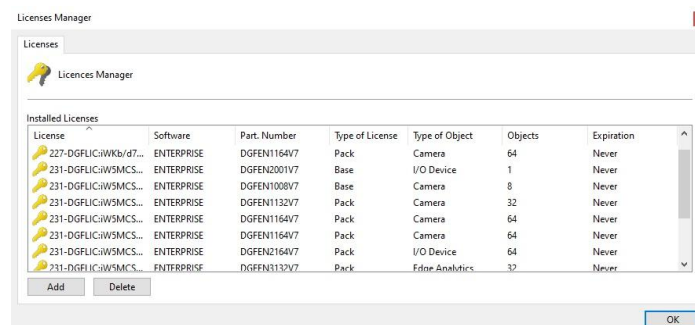 Licenses Manager
Licenses
Licences Manager
Installed Licenses
License Software Part. Number Type of License Type of Object Objects Expiration
227-DGFLIC:iWKb/d7... ENTERPRISE DGFEN1164V7 Pack Camera 64 Never
231-DGFLIC:iW5MCS... ENTERPRISE DGFEN2001V7 Base I/O Device 1 Never
231-DGFLIC:iW5MCS... ENTERPRISE DGFEN1008V7 Base Camera 8 Never
231-DGFLIC:iW5MCS... ENTERPRISE DGFEN1132V7 Pack Camera 32 Never
231-DGFLIC:iW5MCS... ENTERPRISE DGFEN1164V7 Pack Camera 64 Never
231-DGFLIC:iW5MCS... ENTERPRISE DGFEN1164V7 Pack Camera 64 Never
231-DGFLIC:iW5MCS... ENTERPRISE DGFEN2164V7 Pack I/O Device 64 Never
231-DGFLIC:iW5MCS... ENTERPRISE DGFEN3132V7 Pack Edge Analytics 32 Never
Add Delete
OK